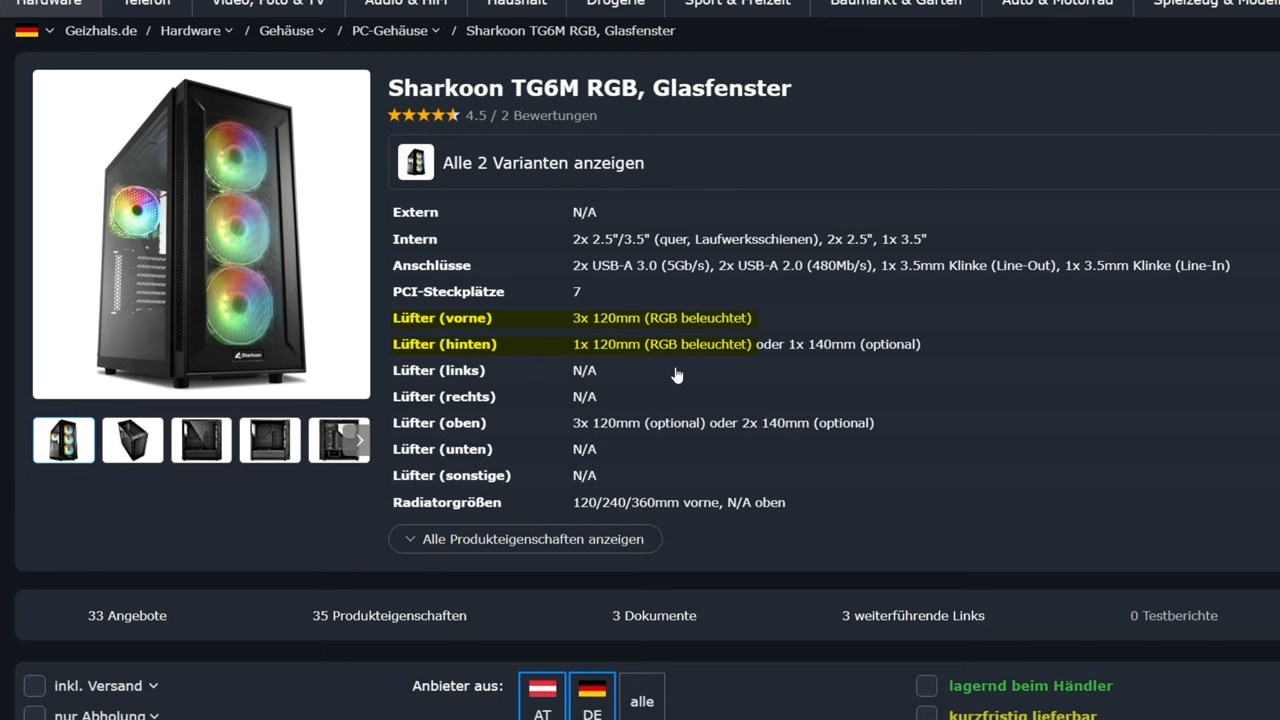 Hardware Telefon Video, Foto & TV Audio & HIFI Haushalt Drogerie Sport & Freizeit Baumarkt & Garten Auto & Motorrad Spielzeug &
Geizhals.de / Hardware / Gehäuse / PC-Gehäuse / Sharkoon TG6M RGB, Glasfenster
Sharkoon TG6M RGB, Glasfenster
4.5 / 2 Bewertungen
Alle 2 Varianten anzeigen
Extern N/A
Intern 2x 2.5"/3.5" (quer, Laufwerksschienen), 2x 2.5", 1x 3.5"
Anschlüsse 2x USB-A 3.0 (5Gb/s), 2x USB-A 2.0 (480Mb/s), 1x 3.5mm Klinke (Line-Out), 1x 3.5mm Klinke (Line-In)
PCI-Steckplätze 7
Lüfter (vorne) 3x 120mm (RGB beleuchtet)
Lüfter (hinten) 1x 120mm (RGB beleuchtet) oder 1x 140mm (optional)
Lüfter (links) N/A
Lüfter (rechts) N/A
Lüfter (oben) 3x 120mm (optional) oder 2x 140mm (optional)
Lüfter (unten) N/A
Lüfter (sonstige) N/A
Radiatorgrößen 120/240/360mm vorne, N/A oben
Sharkoon
Alle Produkteigenschaften anzeigen
33 Angebote 35 Produkteigenschaften 3 Dokumente 3 weiterführende Links 0 Testberichte
inkl. Versand Anbieter aus: alle lagernd beim Händler
nur Abholung AT DE kurzfristig lieferbar